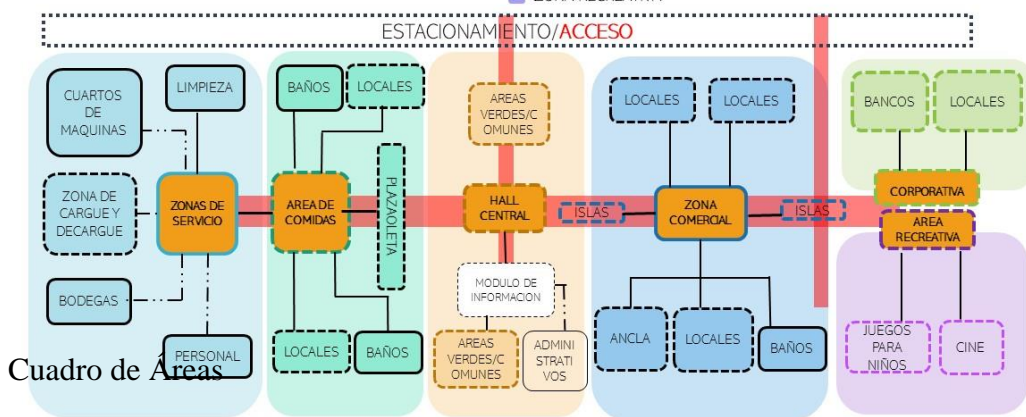 ESTACIONAMIENTO/ACCESO
CUARTOS
DE
MAQUINAS
LIMPIEZA
ZONA DE
CARGUE Y
DECARGUE
ZONAS DE
SERVICIO
BODEGAS
PERSONAL
BAÑOS
LOCALES
AREA DE
COMIDAS
PLAZAOLETA
LOCALES
BAÑOS
AREAS
VERDES/C
OMUNES
HALL
CENTRAL
MODULO DE
INFORMACION
AREAS
VERDES/C
OMUNES
ADMINI
STRATI
VOS
LOCALES
LOCALES
ISLAS
ZONA
COMERCIAL
ISLAS
ANCLA
LOCALES
BAÑOS
BANCOS
LOCALES
CORPORATIVA
AREA
RECREATIVA
JUEGOS
PARA
NIÑOS
CINE
Cuadro de Áreas